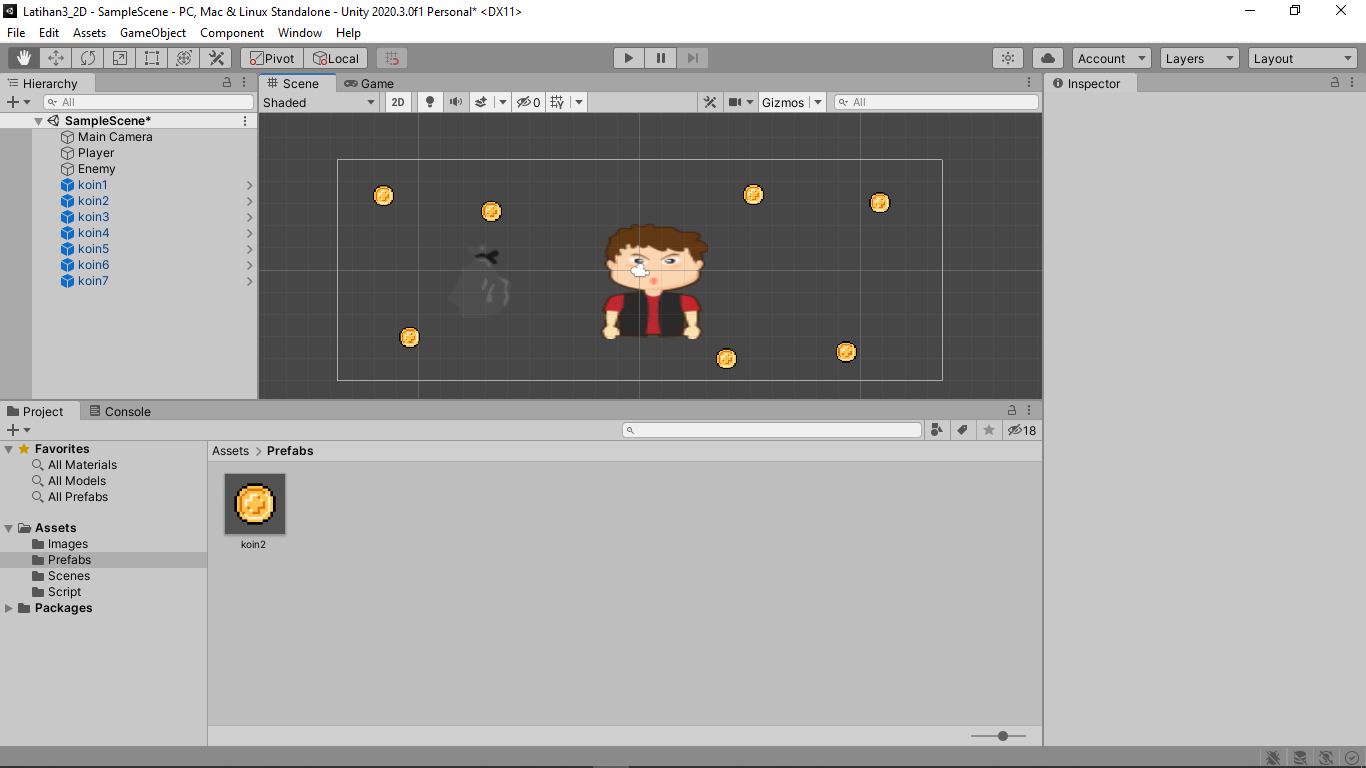 Latihan3_2D - SampleScene - PC, Mac & Linux Standalone - Unity 2020.3.0f1 Personal* <DX11>
File Edit Assets GameObject Component Window Help
Pivot Local Account Layers Layout
Hierarchy
All
SampleScene*
Main Camera
Player
Enemy
koin1
koin2
koin3
koin4
koin5
koin6
koin7
Scene Game
Shaded 2D 0 Gizmos All
Inspector
Project Console
18
Favorites
All Materials
All Models
All Prefabs
Assets
Images
Prefabs
Scenes
Script
Packages
Assets > Prefabs
koin2